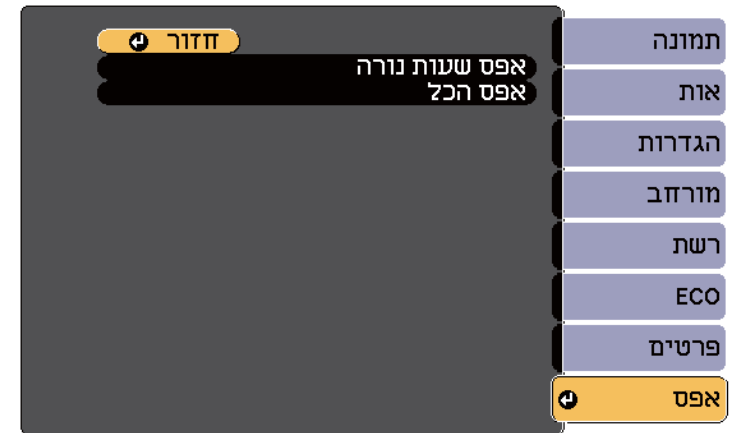 תמונה
אות
הגדרות
מורחב
רשת
ECO
פרטים
אפס
חזור
אפס שעות נורה
אפס הכל